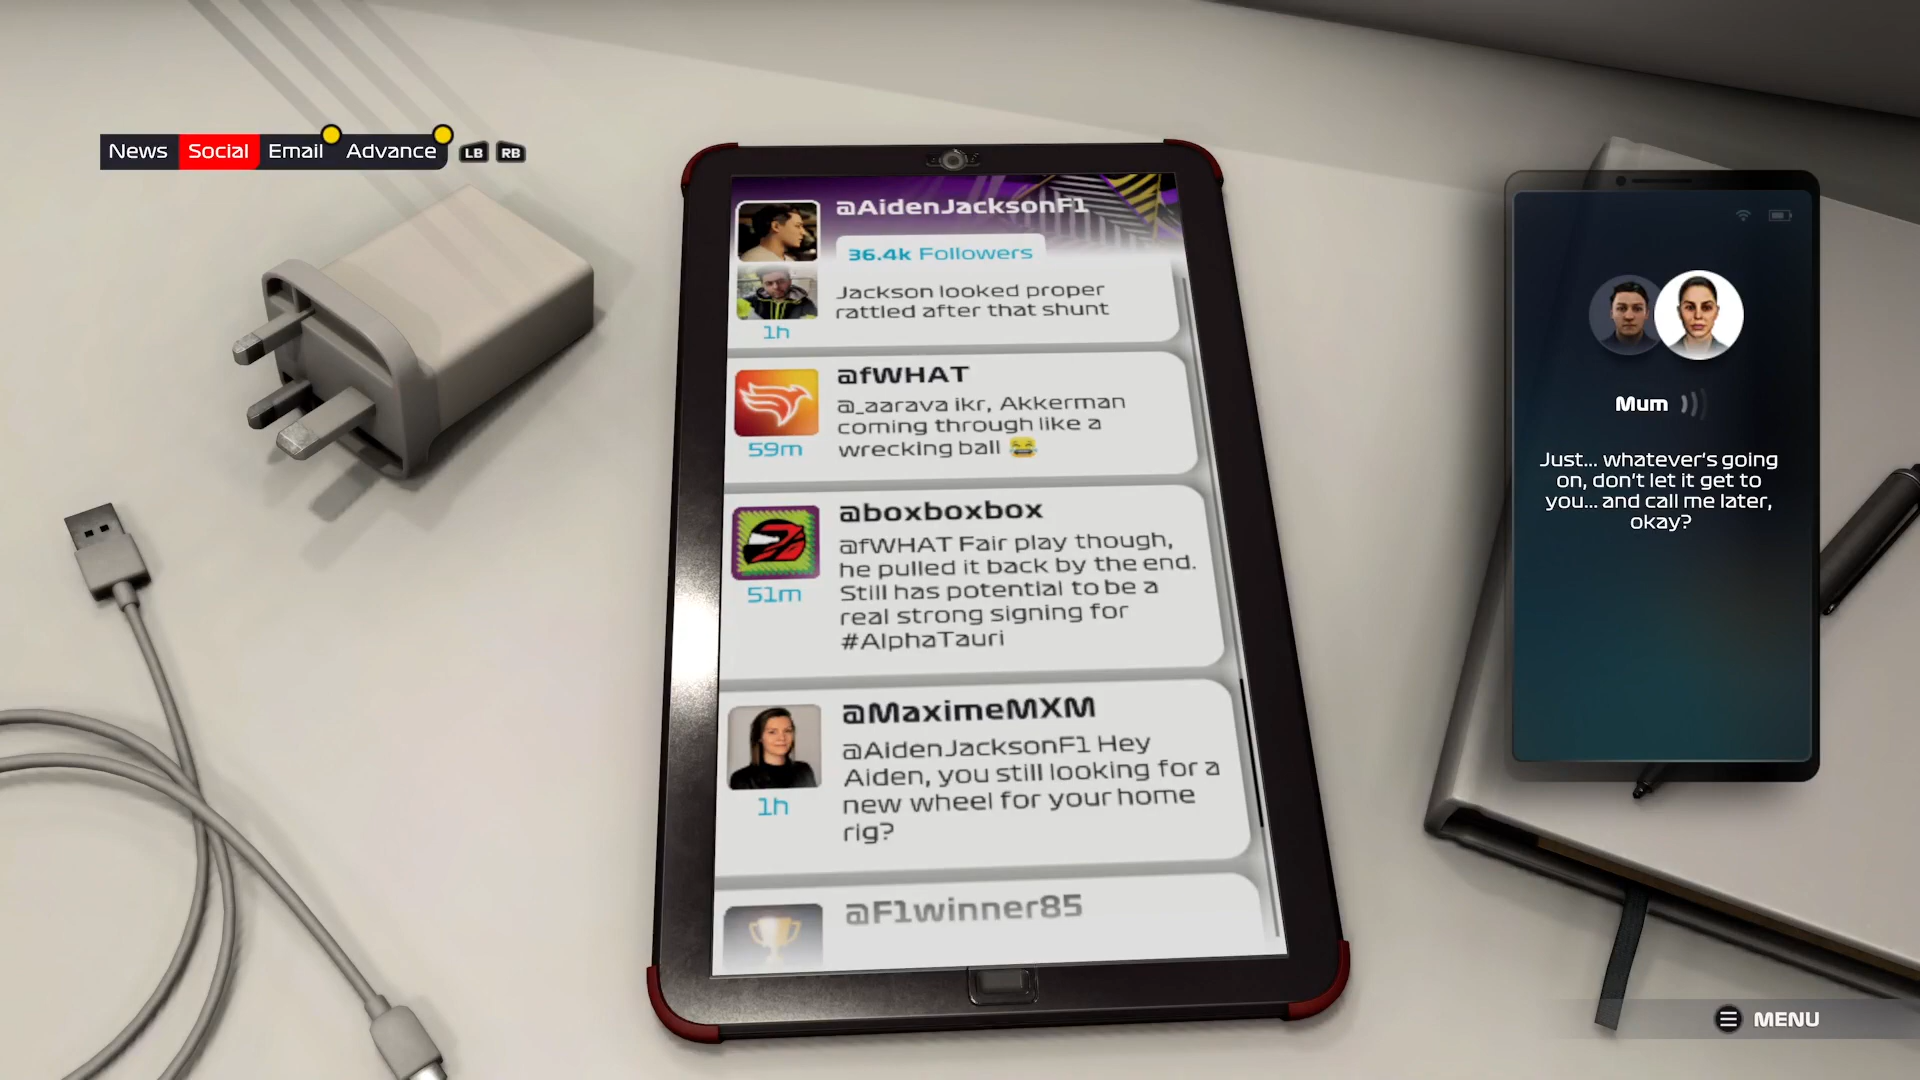 News Social Email Advance LB RB
@AidenJacksonF1
36.4k Followers
Jackson looked proper
rattled after that shunt
1h
@fWHAT
@_aarava ikr, Akkerman
coming through like a
wrecking ball 😂
59m
@boxboxbox
@fWHAT Fair play though,
he pulled it back by the end.
Still has potential to be a
real strong signing for
#AlphaTauri
51m
@MaximeMXM
@AidenJacksonF1 Hey
Aiden, you still looking for a
new wheel for your home
rig?
1h
@F1winner85
Mum
Just... whatever's going
on, don't let it get to
you... and call me later,
okay?
MENU